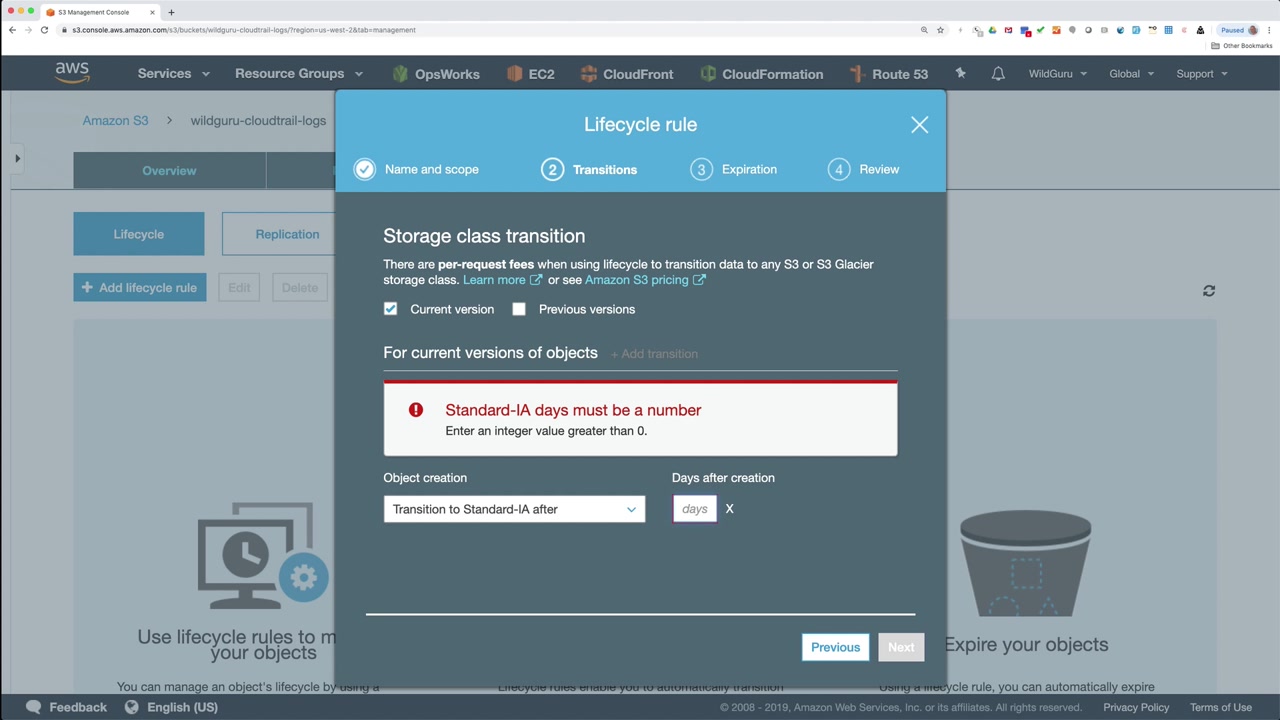 S3 Management Console
s3.console.aws.amazon.com/s3/buckets/wildguru-cloudtrail-logs/?region=us-west-2&tab=management
Paused
Other Bookmarks
aws
Services
Resource Groups
OpsWorks
EC2
CloudFront
CloudFormation
Route 53
WildGuru
Global
Support
Amazon S3 > wildguru-cloudtrail-logs
Overview
Lifecycle
Replication
+ Add lifecycle rule
Edit
Delete
Lifecycle rule
Name and scope
2 Transitions
3 Expiration
4 Review
Storage class transition
There are per-request fees when using lifecycle to transition data to any S3 or S3 Glacier
storage class. Learn more or see Amazon S3 pricing
Current version
Previous versions
For current versions of objects
+ Add transition
Standard-IA days must be a number
Enter an integer value greater than 0.
Object creation
Days after creation
Transition to Standard-IA after
days
X
Previous
Next
Use lifecycle rules to m
your objects
You can manage an object's lifecycle by using a
Lifecycle rules enable you to automatically transition
Expire your objects
Using a lifecycle rule, you can automatically expire
Feedback
English (US)
© 2008 - 2019, Amazon Web Services, Inc. or its affiliates. All rights reserved.
Privacy Policy
Terms of Use